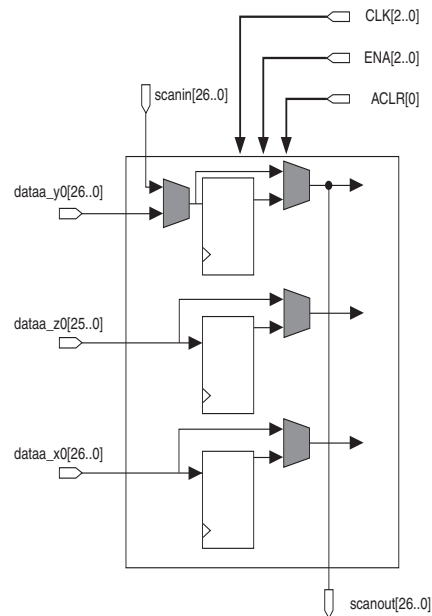 CLK[2..0]
ENA[2..0]
scanin[26..0]
ACLR[0]
dataa_y0[26..0]
dataa_z0[25..0]
dataa_x0[26..0]
scanout[26..0]